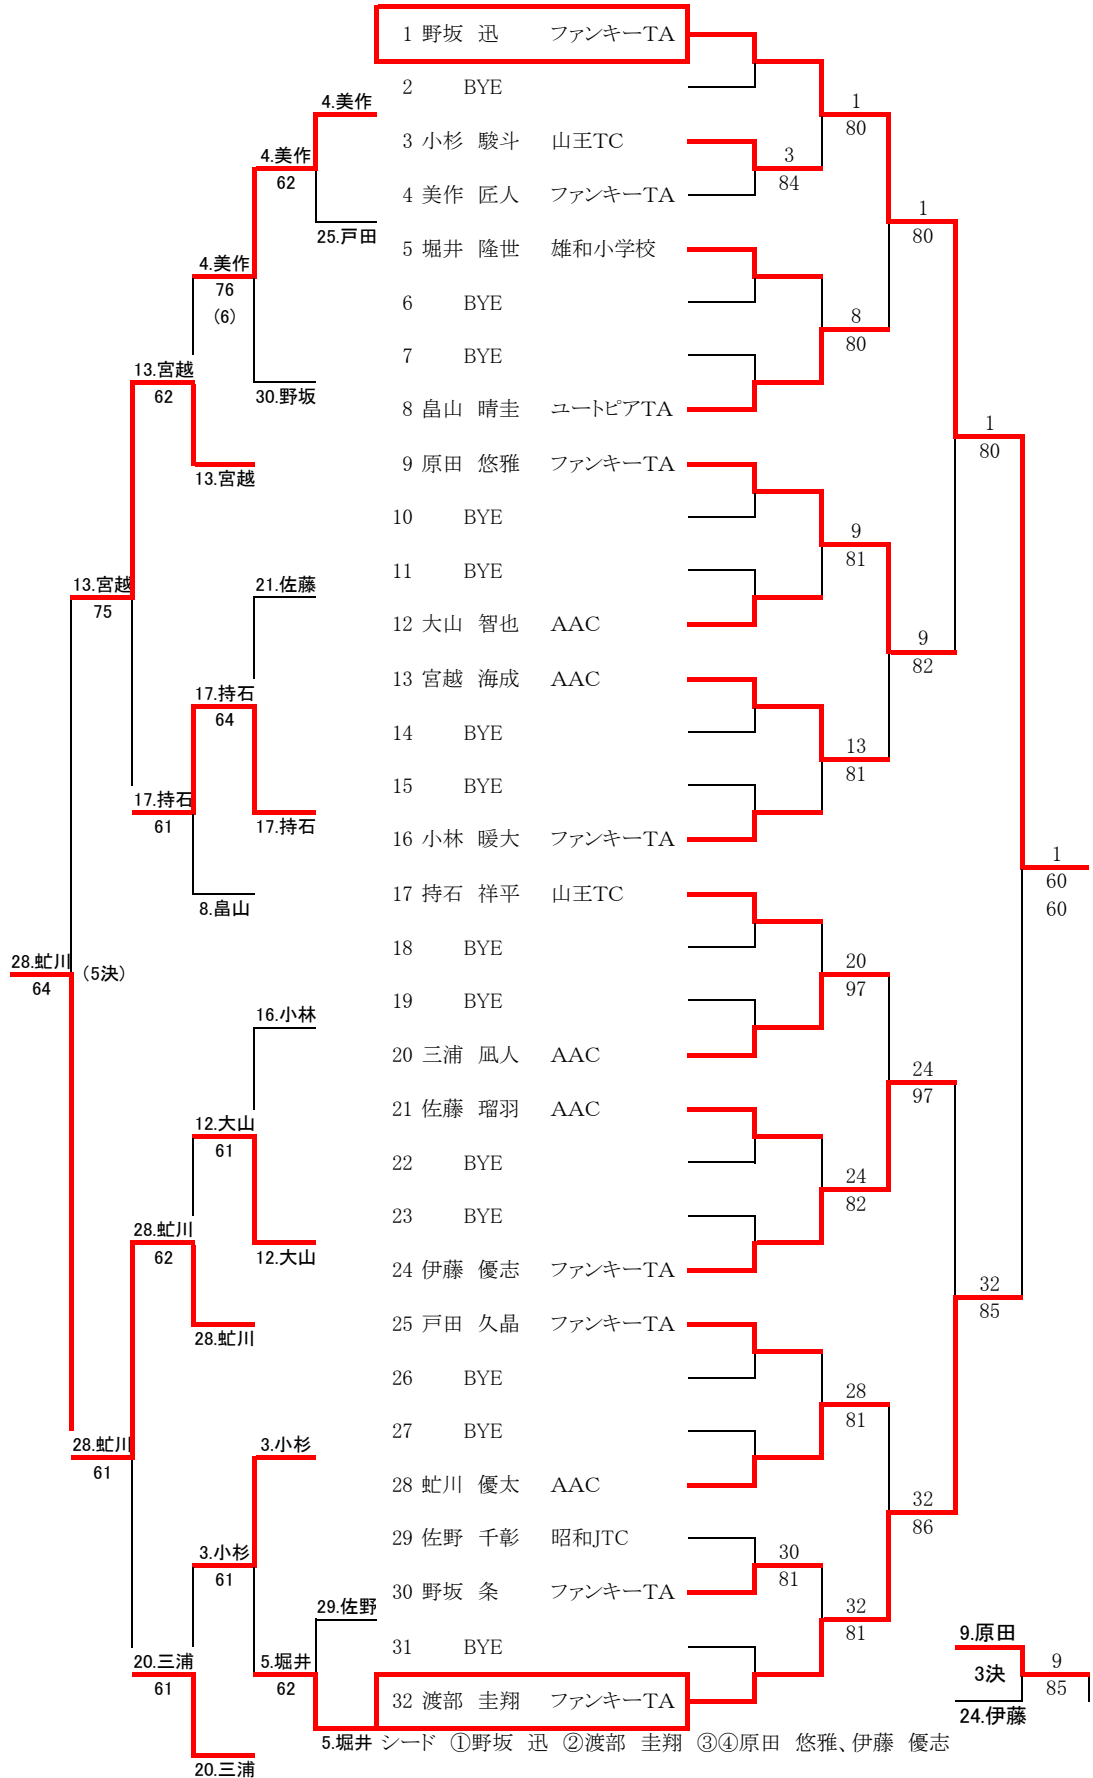 1 野坂 迅 ファンキーTA
2 BYE
3 小杉 駿斗 山王TC
4 美作 匠人 ファンキーTA
5 堀井 隆世 雄和小学校
6 BYE
7 BYE
8 畠山 晴圭 ユートピアTA
9 原田 悠雅 ファンキーTA
10 BYE
11 BYE
12 大山 智也 AAC
13 宮越 海成 AAC
14 BYE
15 BYE
16 小林 暖大 ファンキーTA
17 持石 祥平 山王TC
18 BYE
19 BYE
20 三浦 凪人 AAC
21 佐藤 瑠羽 AAC
22 BYE
23 BYE
24 伊藤 優志 ファンキーTA
25 戸田 久晶 ファンキーTA
26 BYE
27 BYE
28 虻川 優太 AAC
29 佐野 千彰 昭和JTC
30 野坂 条 ファンキーTA
31 BYE
32 渡部 圭翔 ファンキーTA
シード ①野坂 迅 ②渡部 圭翔 ③④原田 悠雅、伊藤 優志
4.美作
25.戸田
4.美作
62
30.野坂
4.美作
76
(6)
13.宮越
13.宮越
62
21.佐藤
17.持石
17.持石
64
8.畠山
17.持石
61
13.宮越
75
28.虻川
64
(5決)
16.小林
12.大山
12.大山
61
28.虻川
28.虻川
62
3.小杉
29.佐野
5.堀井
5.堀井
62
3.小杉
61
20.三浦
20.三浦
61
28.虻川
61
3
84
30
81
1
80
8
80
9
81
13
81
20
97
24
82
28
81
32
81
1
80
9
82
24
97
32
86
1
80
32
85
1
60
60
9.原田
3決
24.伊藤
9
85